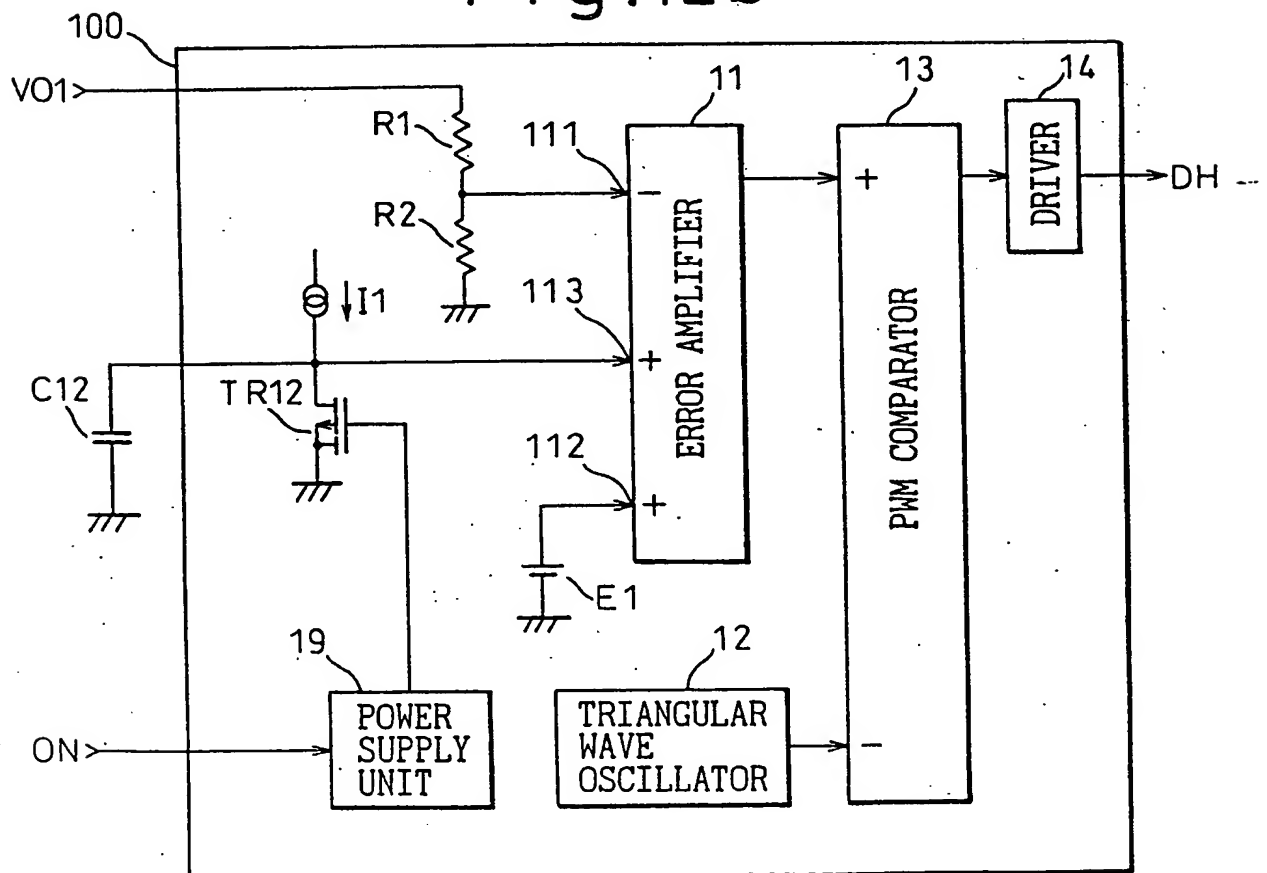 100
VO1
R1
R2
111
11
13
14
DRIVER
DH
ERROR AMPLIFIER
PWM COMPARATOR
-
+
I1
113
+
C12
TR12
112
+
E1
19
12
POWER
SUPPLY
UNIT
TRIANGULAR
WAVE
OSCILLATOR
-
ON